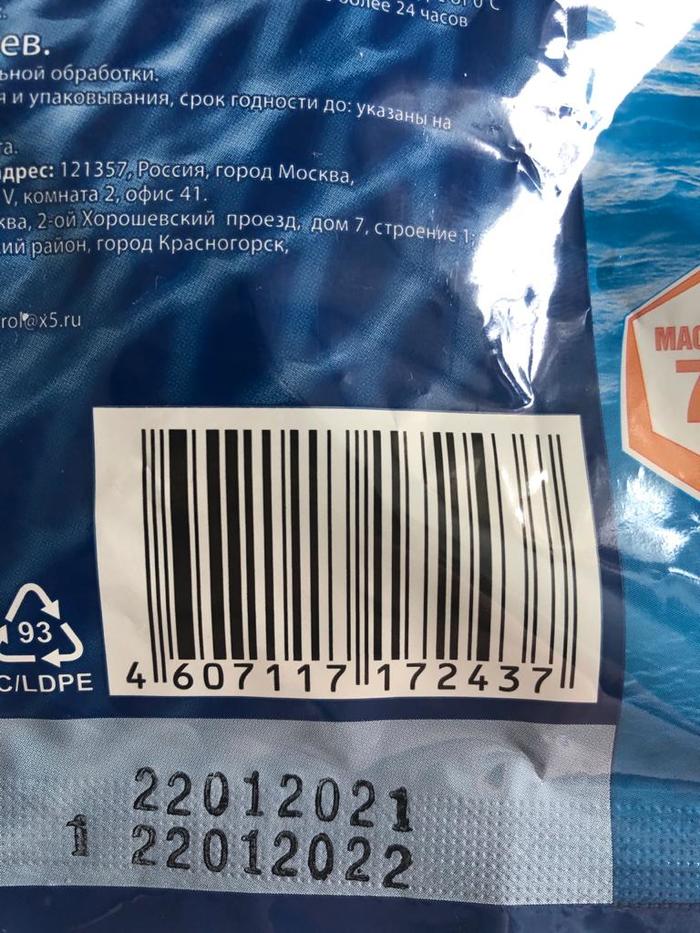 более 24 часов
ев.
ьной обработки.
я и упаковывания, срок годности до: указаны на
та.
дрес: 121357, Россия, город Москва,
V, комната 2, офис 41.
ква, 2-ой Хорошевский проезд, дом 7, строение 1;
ий район, город Красногорск,
rol@x5.ru
МАС
7
4 607117 172437
93
C/LDPE
22012021
1 22012022